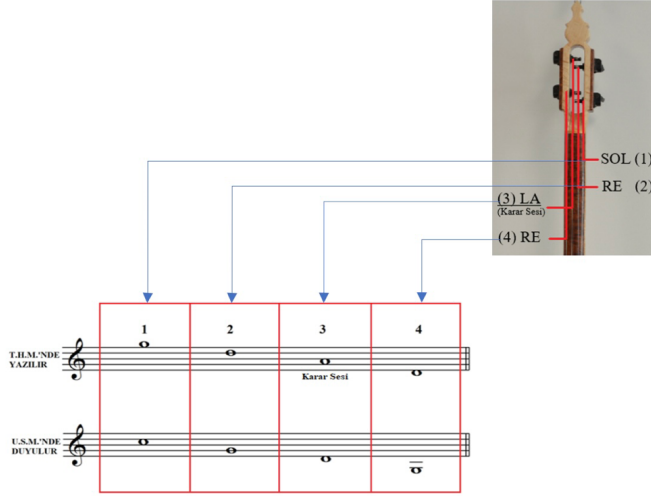 SOL (1)
RE (2)
(3) LA
(Karar Sesi)
(4) RE
1 2 3 4
T.H.M.'NDE
YAZILIR
Karar Sesi
U.S.M.'NDE
DUYULUR